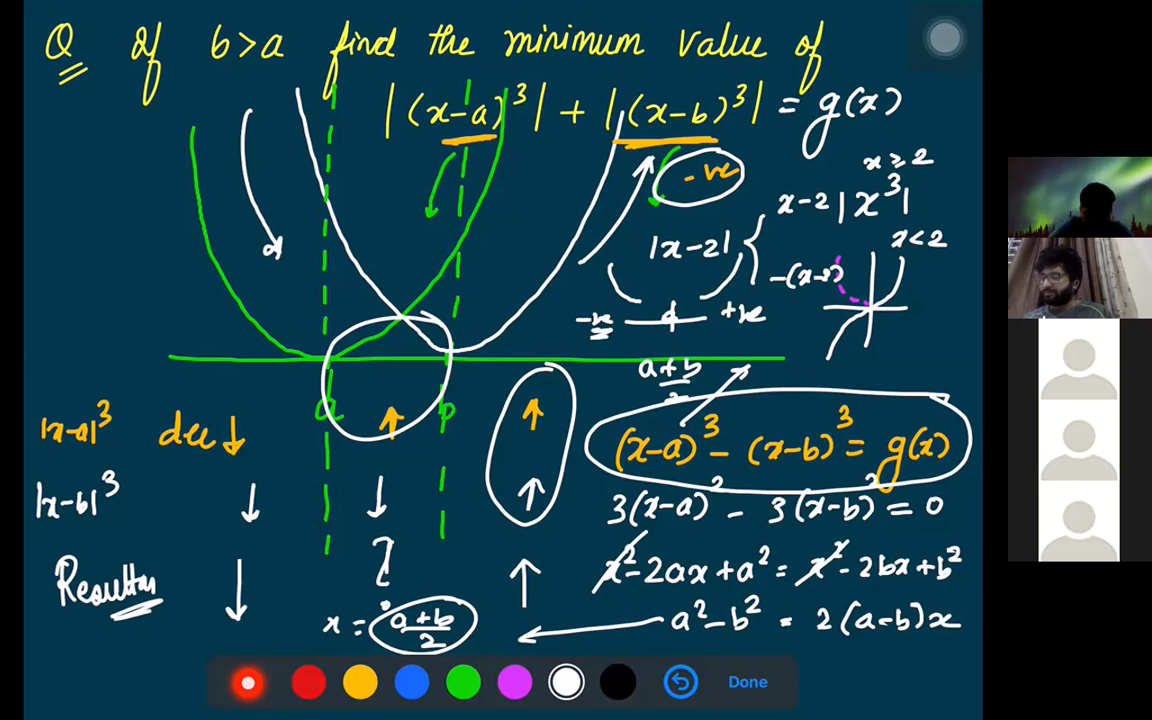 Q If b>a find the minimum value of
|(x-a)³| + |(x-b)³| = g(x)
-ve
x ≥ 2
x-2 |x³|
|x-2| {
x<2
-(x-2)
-ve +ve
a+b
2
a b
(x-a)³ - (x-b)³ = g(x)
|x-a|³ dec ↓ ↑ ↑
|x-b|³ ↓ ↓ ↑
3(x-a)² - 3(x-b)² = 0
x² - 2ax + a² = x² - 2bx + b²
Resultan ↓ ? ↑
a² - b² = 2(a-b)x
x = a+b
2
Done